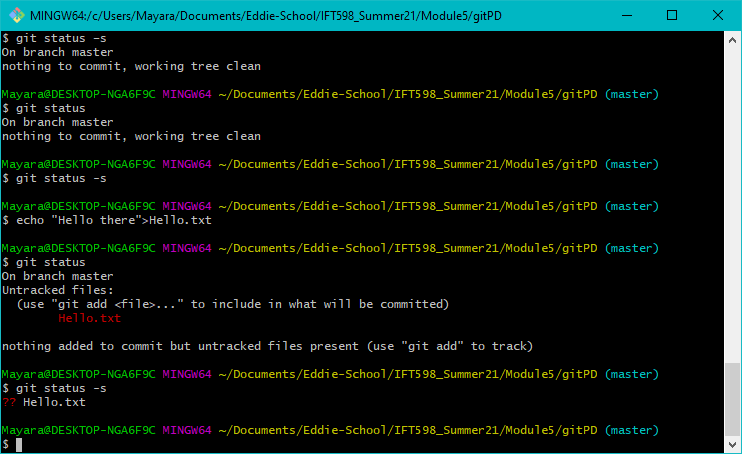 MINGW64:/c/Users/Mayara/Documents/Eddie-School/IFT598_Summer21/Module5/gitPD
$ git status -s
On branch master
nothing to commit, working tree clean
Mayara@DESKTOP-NGA6F9C MINGW64 ~/Documents/Eddie-School/IFT598_Summer21/Module5/gitPD (master)
$ git status
On branch master
nothing to commit, working tree clean
Mayara@DESKTOP-NGA6F9C MINGW64 ~/Documents/Eddie-School/IFT598_Summer21/Module5/gitPD (master)
$ git status -s
Mayara@DESKTOP-NGA6F9C MINGW64 ~/Documents/Eddie-School/IFT598_Summer21/Module5/gitPD (master)
$ echo "Hello there">Hello.txt
Mayara@DESKTOP-NGA6F9C MINGW64 ~/Documents/Eddie-School/IFT598_Summer21/Module5/gitPD (master)
$ git status
On branch master
Untracked files:
  (use "git add <file>..." to include in what will be committed)
        Hello.txt
nothing added to commit but untracked files present (use "git add" to track)
Mayara@DESKTOP-NGA6F9C MINGW64 ~/Documents/Eddie-School/IFT598_Summer21/Module5/gitPD (master)
$ git status -s
?? Hello.txt
Mayara@DESKTOP-NGA6F9C MINGW64 ~/Documents/Eddie-School/IFT598_Summer21/Module5/gitPD (master)
$